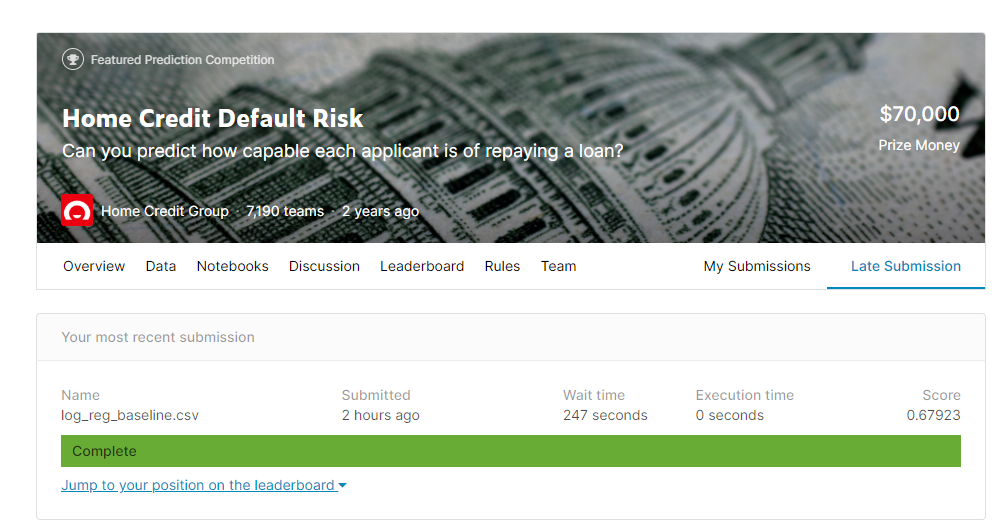 Featured Prediction Competition
Home Credit Default Risk
$70,000
Can you predict how capable each applicant is of repaying a loan?
Prize Money
Home Credit Group · 7,190 teams · 2 years ago
Overview Data Notebooks Discussion Leaderboard Rules Team My Submissions Late Submission
Your most recent submission
Name Submitted Wait time Execution time Score
log_reg_baseline.csv 2 hours ago 247 seconds 0 seconds 0.67923
Complete
Jump to your position on the leaderboard